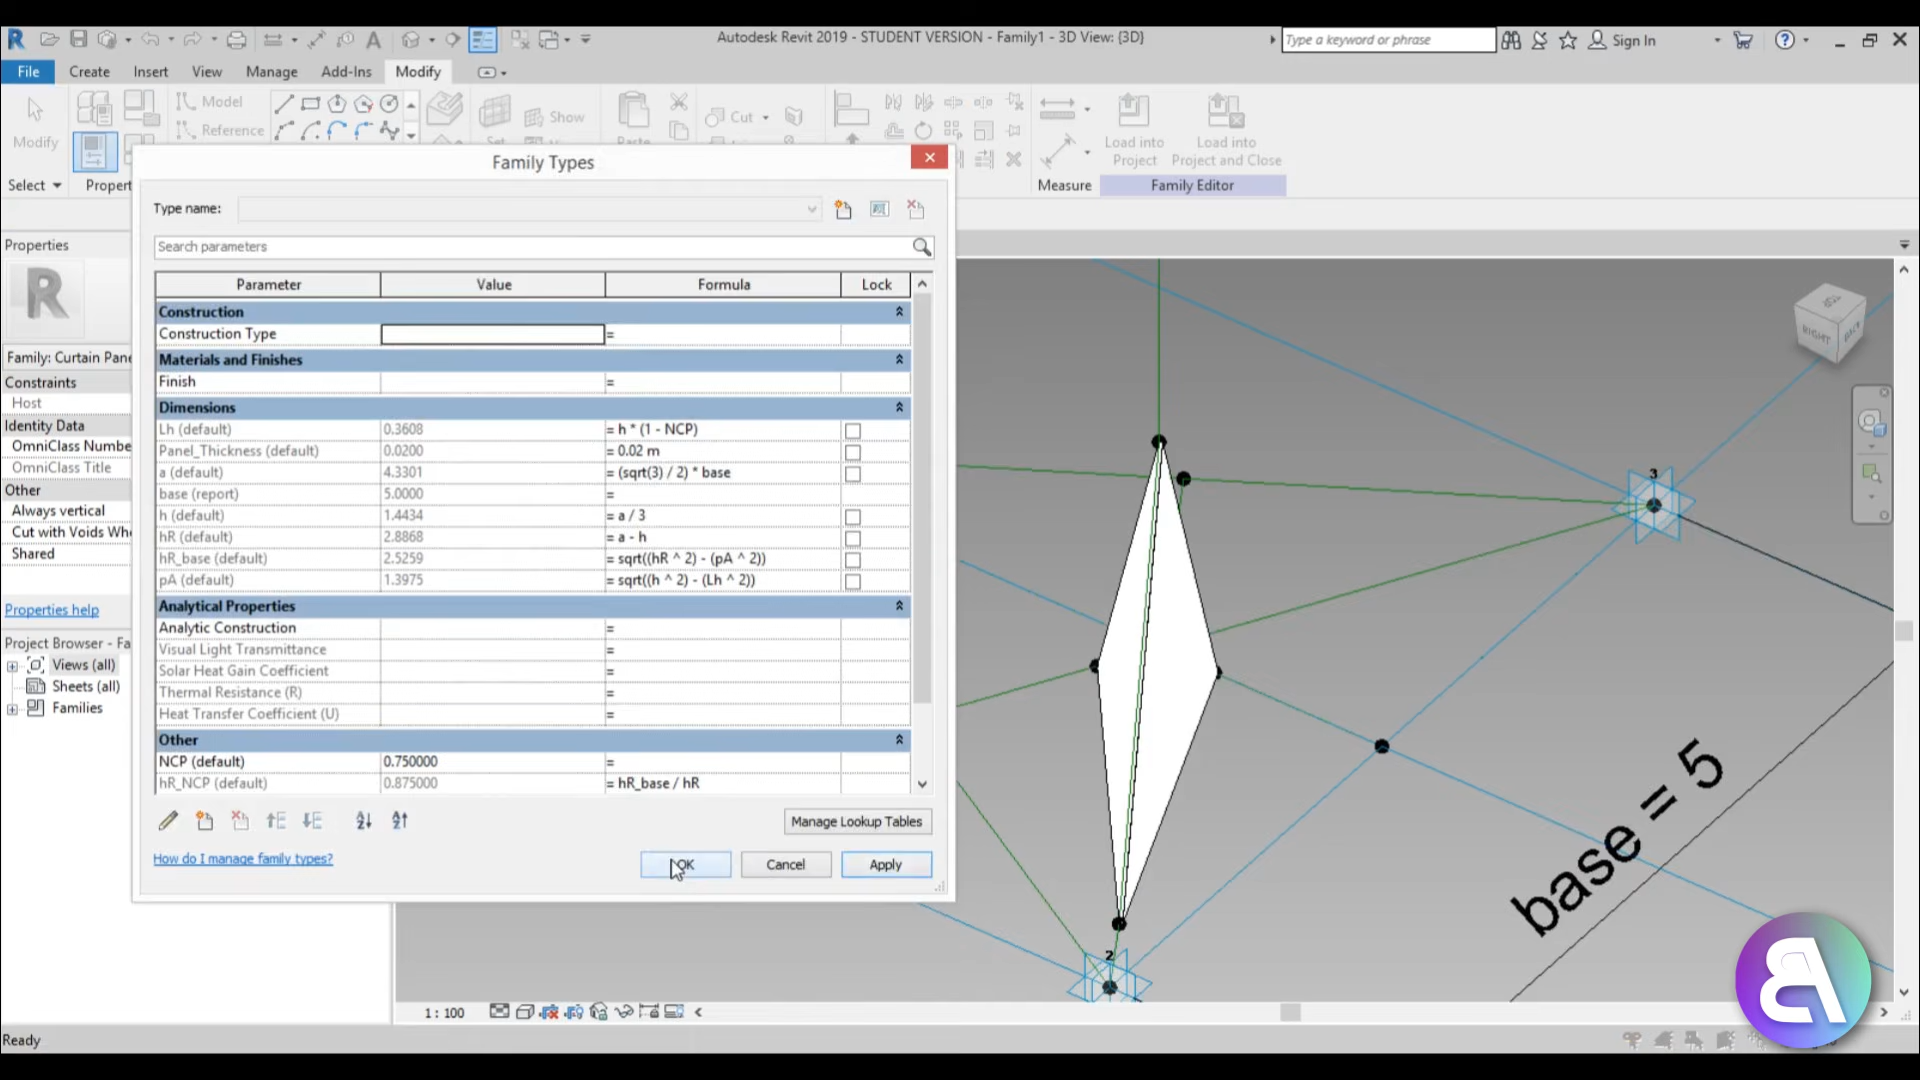 Autodesk Revit 2019 - STUDENT VERSION - Family1 - 3D View: {3D}
Type a keyword or phrase
Sign In
File
Create
Insert
View
Manage
Add-Ins
Modify
Model
Reference
Show
Cut
Load into
Project
Load into
Project and Close
Modify
Select
Propert
Measure
Family Editor
Family Types
Type name:
Search parameters
Parameter Value Formula Lock
Construction
Construction Type =
Materials and Finishes
Finish =
Dimensions
Lh (default) 0.3608 = h * (1 - NCP)
Panel_Thickness (default) 0.0200 = 0.02 m
a (default) 4.3301 = (sqrt(3) / 2) * base
base (report) 5.0000 =
h (default) 1.4434 = a / 3
hR (default) 2.8868 = a - h
hR_base (default) 2.5259 = sqrt((hR ^ 2) - (pA ^ 2))
pA (default) 1.3975 = sqrt((h ^ 2) - (Lh ^ 2))
Analytical Properties
Analytic Construction =
Visual Light Transmittance =
Solar Heat Gain Coefficient =
Thermal Resistance (R) =
Heat Transfer Coefficient (U) =
Other
NCP (default) 0.750000 =
hR_NCP (default) 0.875000 = hR_base / hR
Manage Lookup Tables
How do I manage family types?
OK
Cancel
Apply
Properties
R
Family: Curtain Pane
Constraints
Host
Identity Data
OmniClass Numbe
OmniClass Title
Other
Always vertical
Cut with Voids Whe
Shared
Properties help
Project Browser - Fa
Views (all)
Sheets (all)
Families
TOP
RIGHT
BACK
3
2
base = 5
1 : 100
Ready